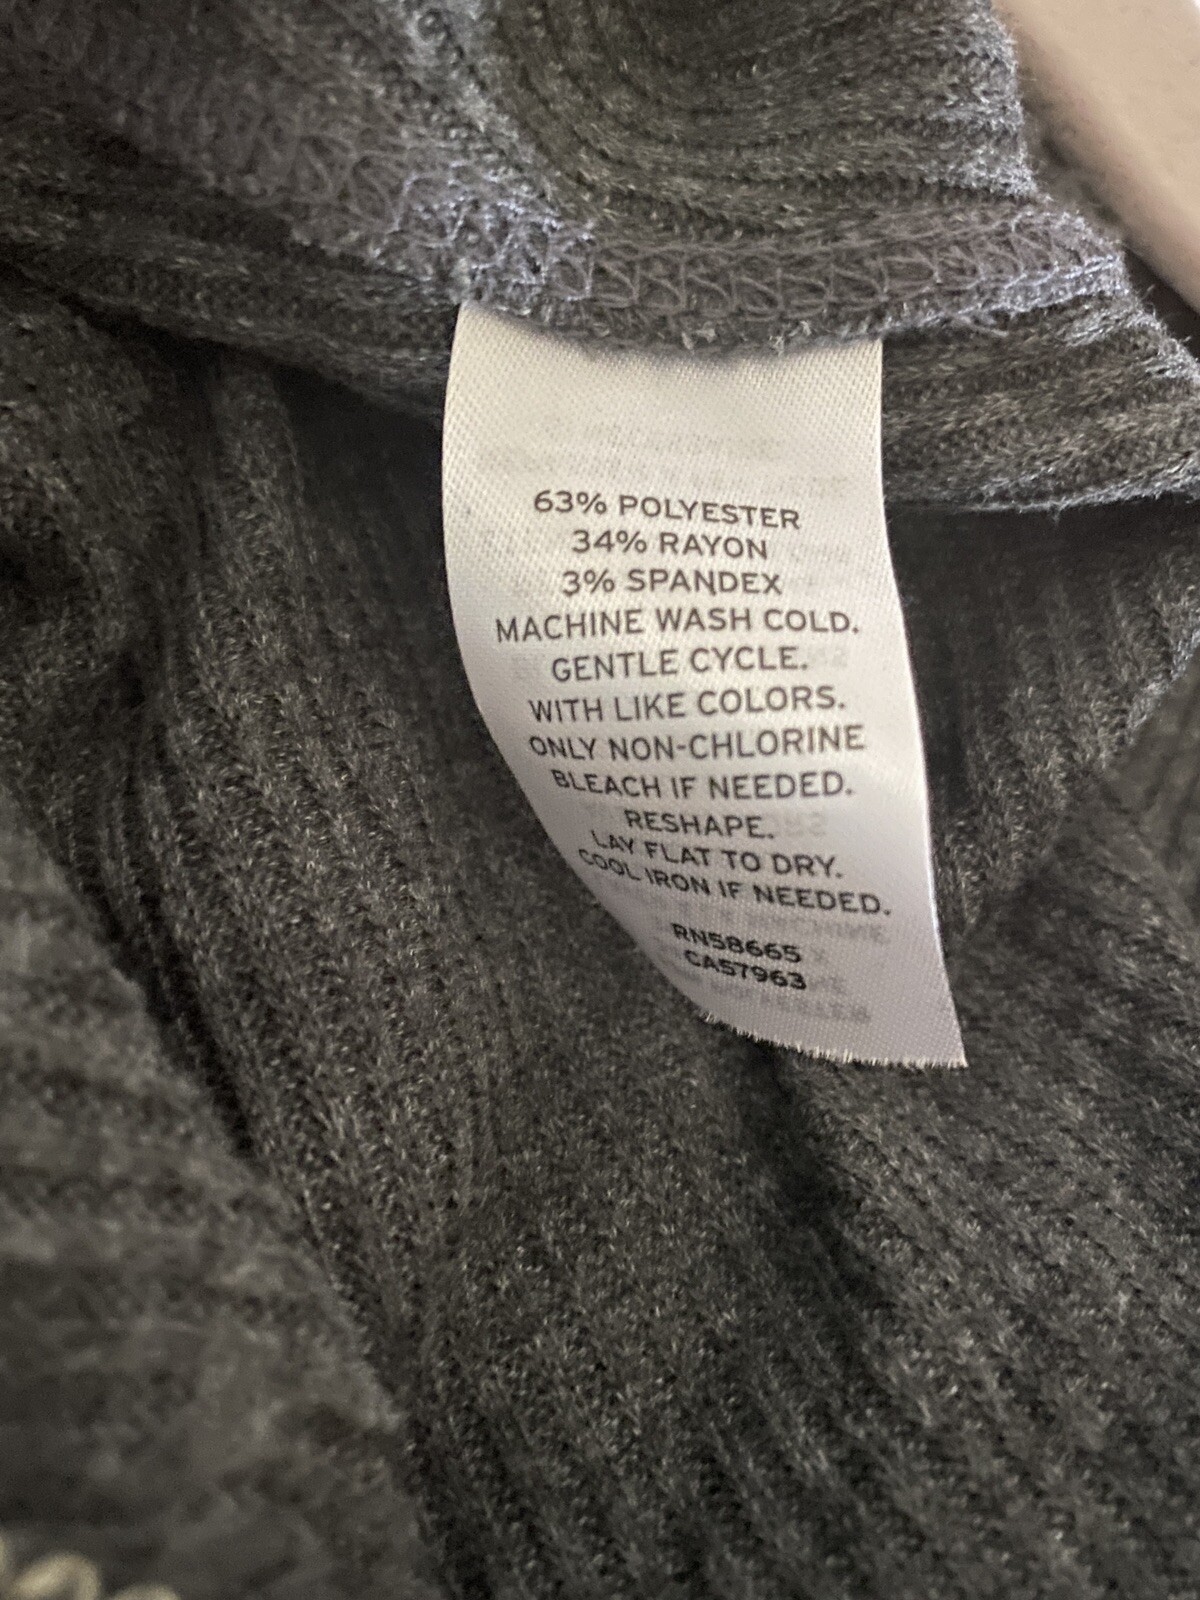 63% POLYESTER
34% RAYON
3% SPANDEX
MACHINE WASH COLD.
GENTLE CYCLE.
WITH LIKE COLORS.
ONLY NON-CHLORINE
BLEACH IF NEEDED.
RESHAPE.
LAY FLAT TO DRY.
COOL IRON IF NEEDED.
RN58665
CA57963